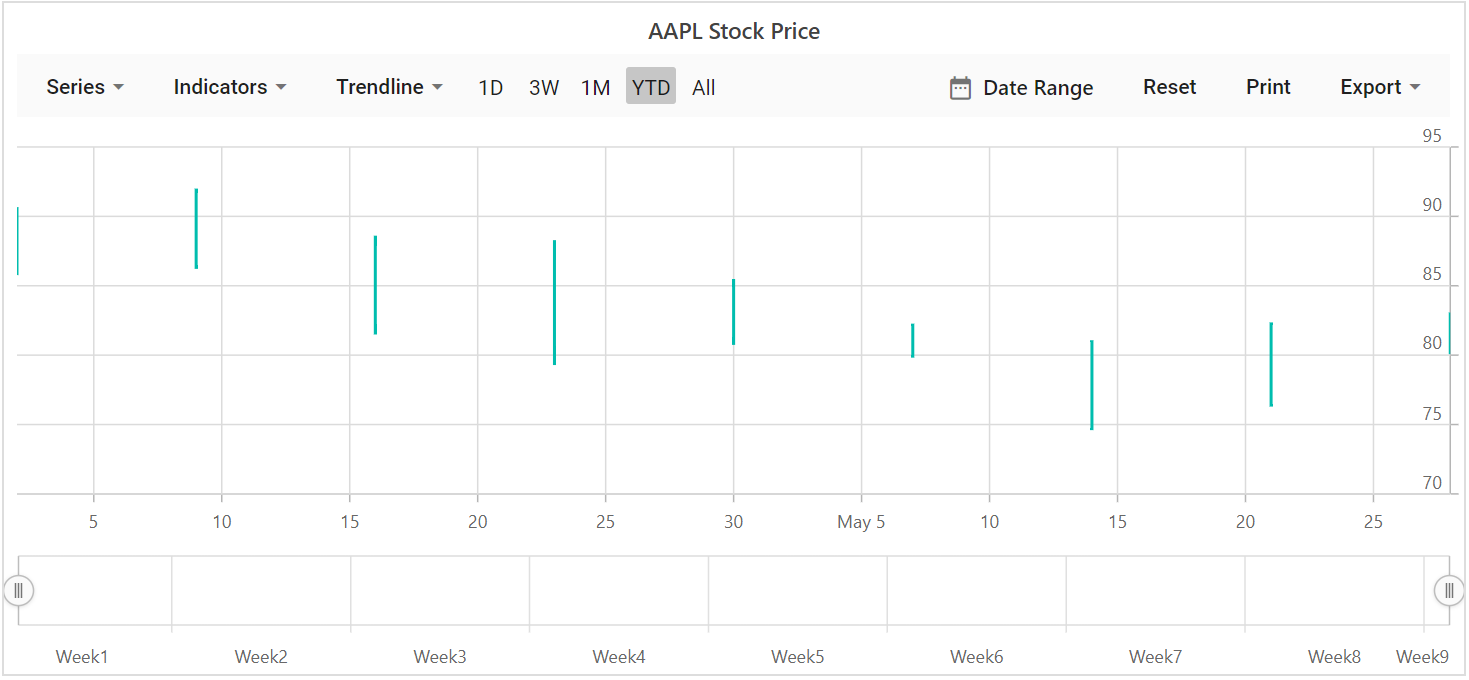 AAPL Stock Price
Series Indicators Trendline 1D 3W 1M YTD All Date Range Reset Print Export
95
90
85
80
75
70
5 10 15 20 25 30 May 5 10 15 20 25
Week1 Week2 Week3 Week4 Week5 Week6 Week7 Week8 Week9